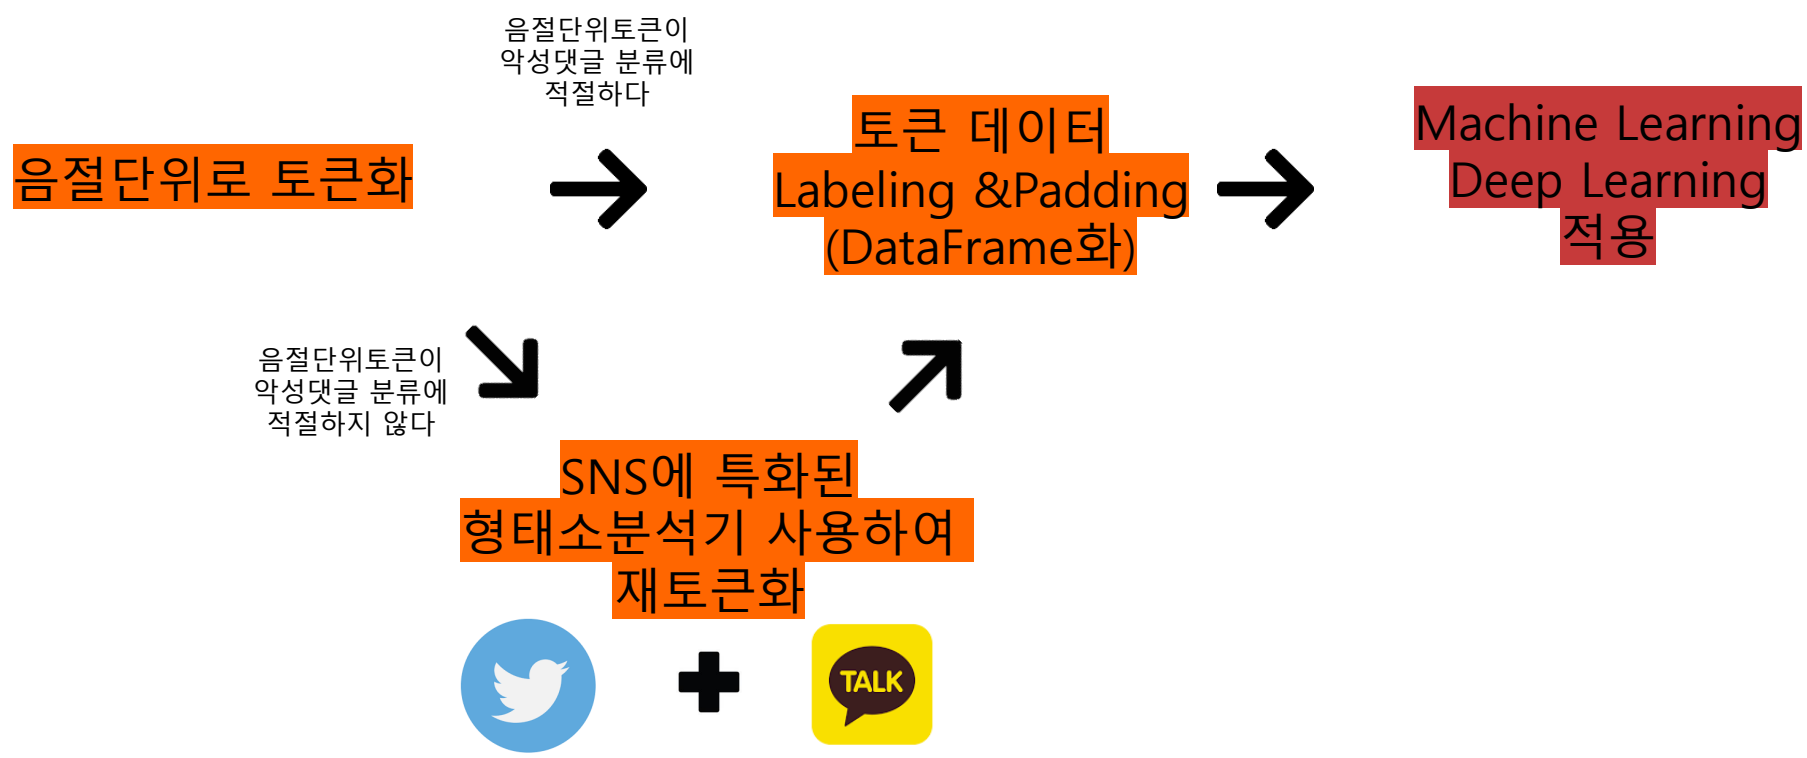 음절단위토큰이
악성댓글 분류에
적절하다
음절단위로 토큰화
토큰 데이터
Labeling &Padding
(DataFrame화)
Machine Learning
Deep Learning
적용
음절단위토큰이
악성댓글 분류에
적절하지 않다
SNS에 특화된
형태소분석기 사용하여
재토큰화
TALK